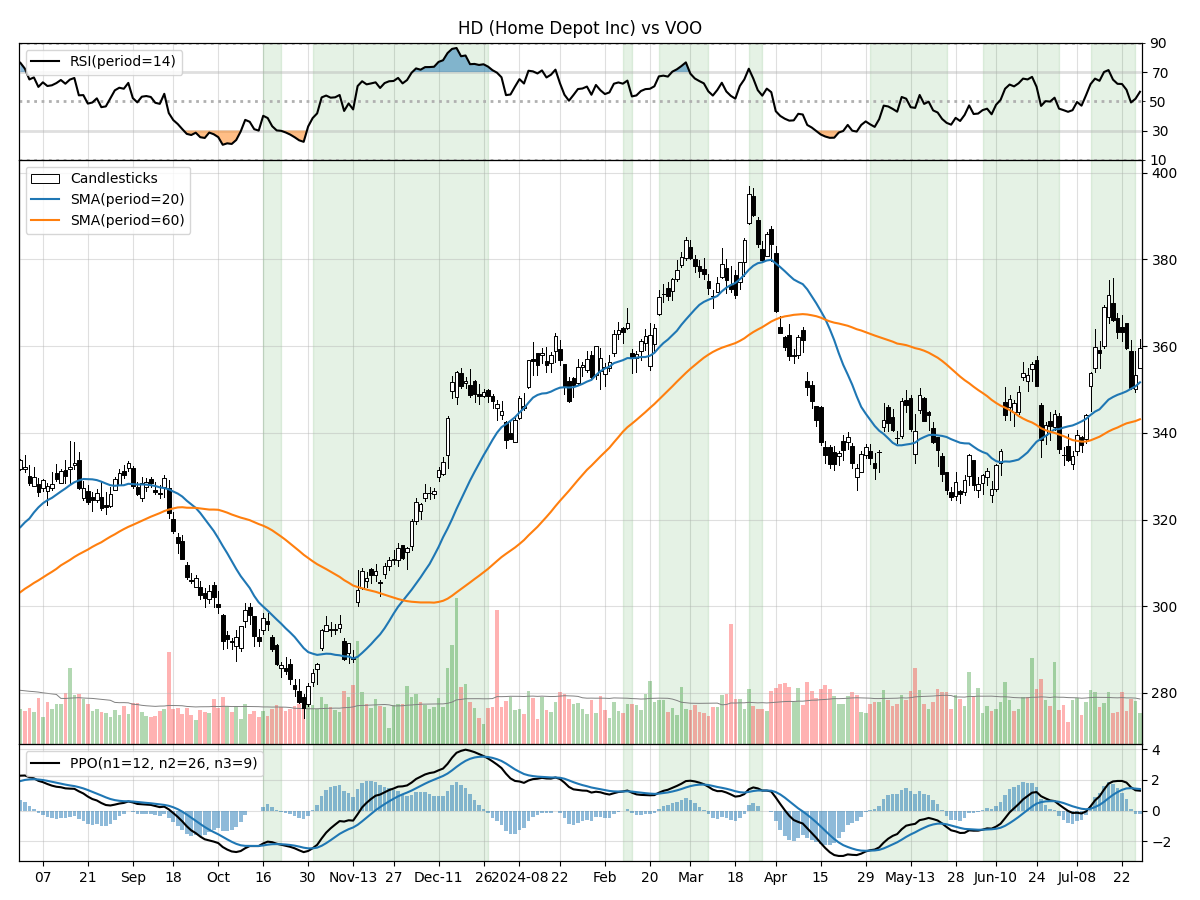 HD (Home Depot Inc) vs VOO
RSI(period=14)
90
70
50
30
10
Candlesticks
SMA(period=20)
SMA(period=60)
400
380
360
340
320
300
280
PPO(n1=12, n2=26, n3=9)
4
2
0
−2
07 21 Sep 18 Oct 16 30 Nov-13 27 Dec-11 26 2024-08 22 Feb 20 Mar 18 Apr 15 29 May-13 28 Jun-10 24 Jul-08 22